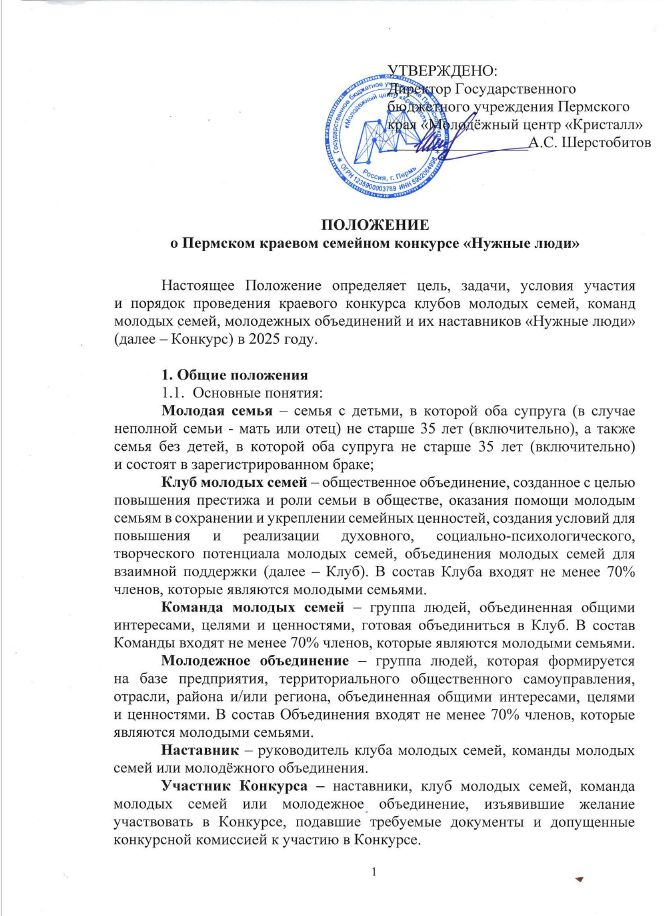 УТВЕРЖДЕНО:
Директор Государственного
бюджетного учреждения Пермского
края «Молодёжный центр «Кристалл»
А.С. Шерстобитов
Государственное бюджетное учреждение
«Молодежный центр «Кристалл»
Россия, г. Пермь
ПОЛОЖЕНИЕ
о Пермском краевом семейном конкурсе «Нужные люди»
Настоящее Положение определяет цель, задачи, условия участия
и порядок проведения краевого конкурса клубов молодых семей, команд
молодых семей, молодежных объединений и их наставников «Нужные люди»
(далее – Конкурс) в 2025 году.
1. Общие положения
1.1. Основные понятия:
Молодая семья – семья с детьми, в которой оба супруга (в случае
неполной семьи - мать или отец) не старше 35 лет (включительно), а также
семья без детей, в которой оба супруга не старше 35 лет (включительно)
и состоят в зарегистрированном браке;
Клуб молодых семей – общественное объединение, созданное с целью
повышения престижа и роли семьи в обществе, оказания помощи молодым
семьям в сохранении и укреплении семейных ценностей, создания условий для
повышения и реализации духовного, социально-психологического,
творческого потенциала молодых семей, объединения молодых семей для
взаимной поддержки (далее – Клуб). В состав Клуба входят не менее 70%
членов, которые являются молодыми семьями.
Команда молодых семей – группа людей, объединенная общими
интересами, целями и ценностями, готовая объединиться в Клуб. В состав
Команды входят не менее 70% членов, которые являются молодыми семьями.
Молодежное объединение – группа людей, которая формируется
на базе предприятия, территориального общественного самоуправления,
отрасли, района и/или региона, объединенная общими интересами, целями
и ценностями. В состав Объединения входят не менее 70% членов, которые
являются молодыми семьями.
Наставник – руководитель клуба молодых семей, команды молодых
семей или молодёжного объединения.
Участник Конкурса – наставники, клуб молодых семей, команда
молодых семей или молодежное объединение, изъявившие желание
участвовать в Конкурсе, подавшие требуемые документы и допущенные
конкурсной комиссией к участию в Конкурсе.
1